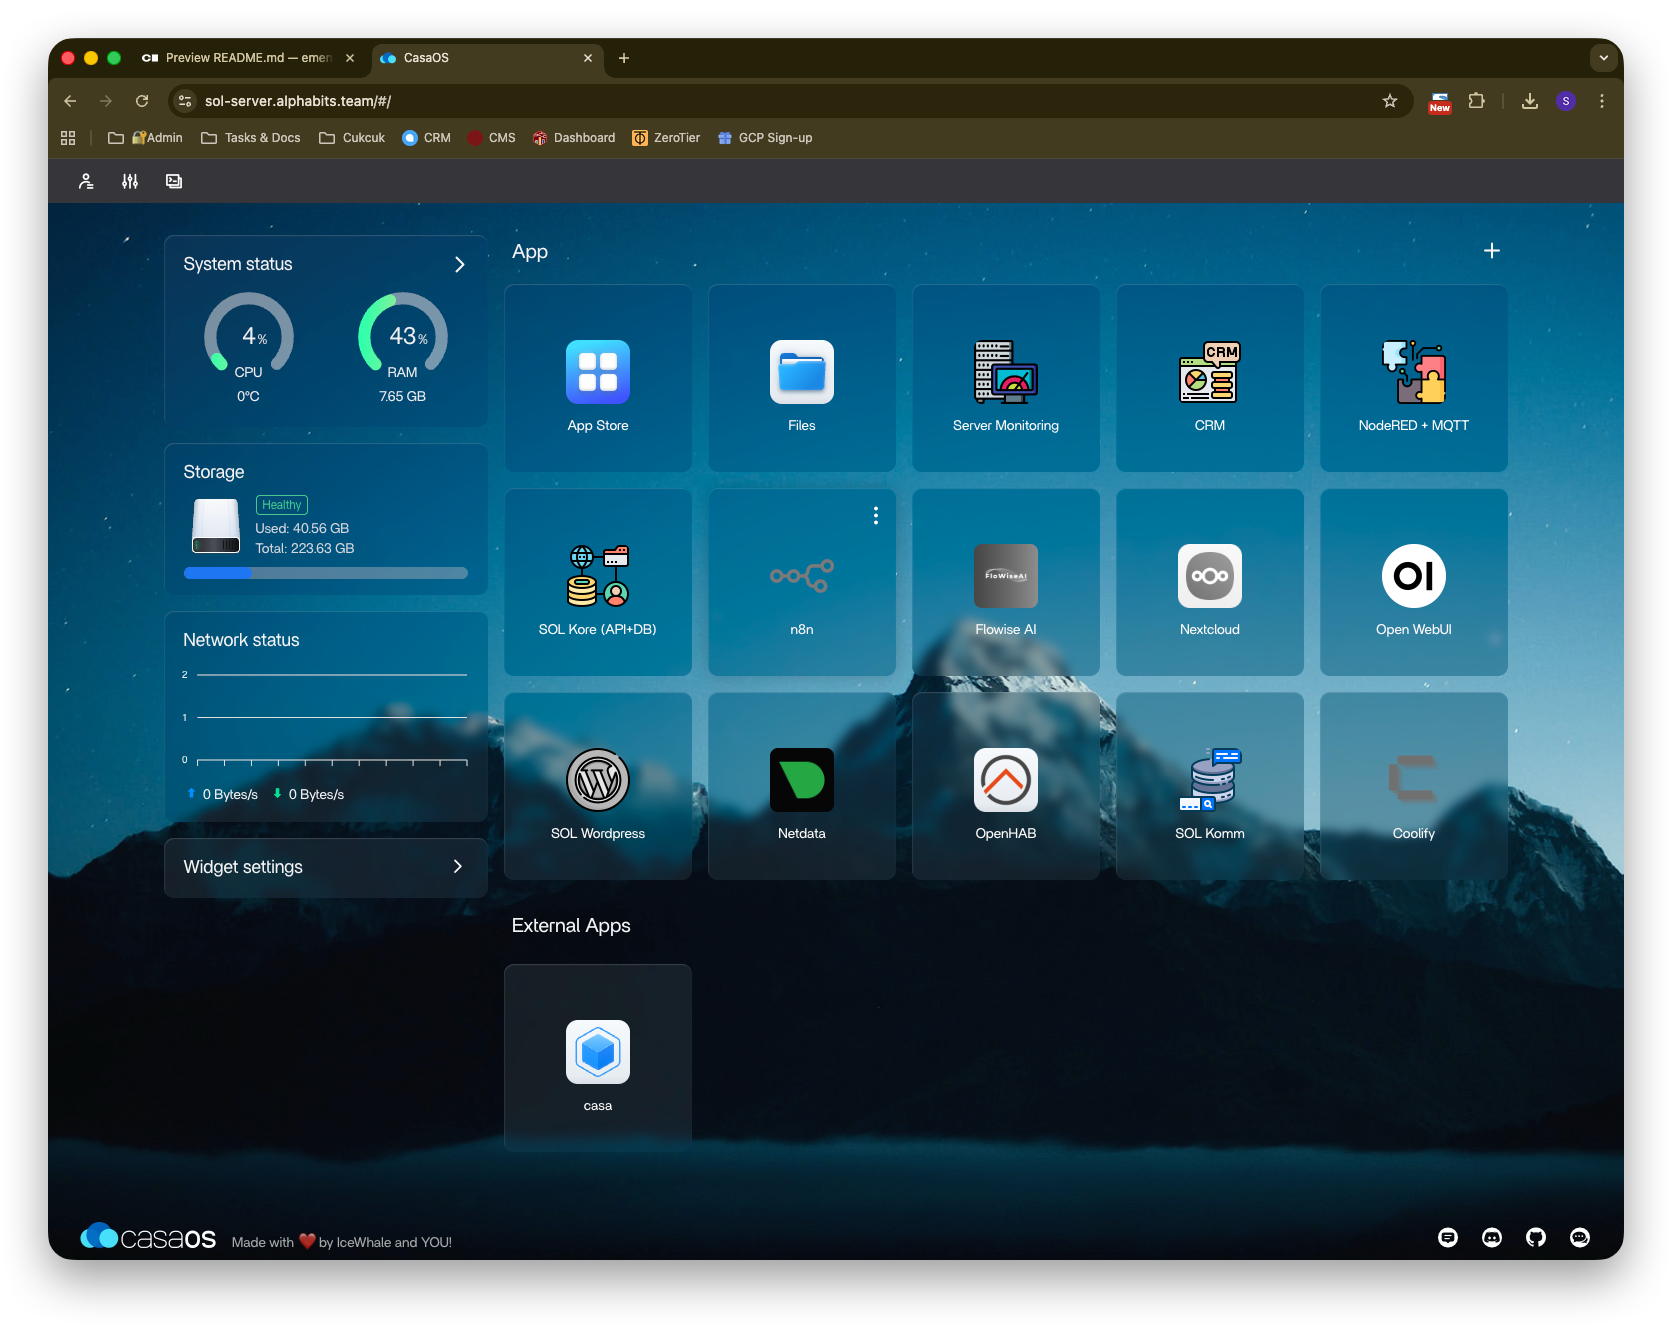 Preview README.md — emer
CasaOS
sol-server.alphabits.team/#/
New
S
Admin
Tasks & Docs
Cukcuk
CRM
CMS
Dashboard
ZeroTier
GCP Sign-up
System status
4%
CPU
0°C
43%
RAM
7.65 GB
Storage
Healthy
Used: 40.56 GB
Total: 223.63 GB
Network status
2
1
0
0 Bytes/s
0 Bytes/s
Widget settings
App
App Store
Files
Server Monitoring
CRM
CRM
NodeRED + MQTT
SOL Kore (API+DB)
n8n
FloWiseAI
Flowise AI
Nextcloud
OI
Open WebUI
SOL Wordpress
Netdata
OpenHAB
SOL Komm
Coolify
External Apps
casa
casaOS
Made with ❤️ by IceWhale and YOU!